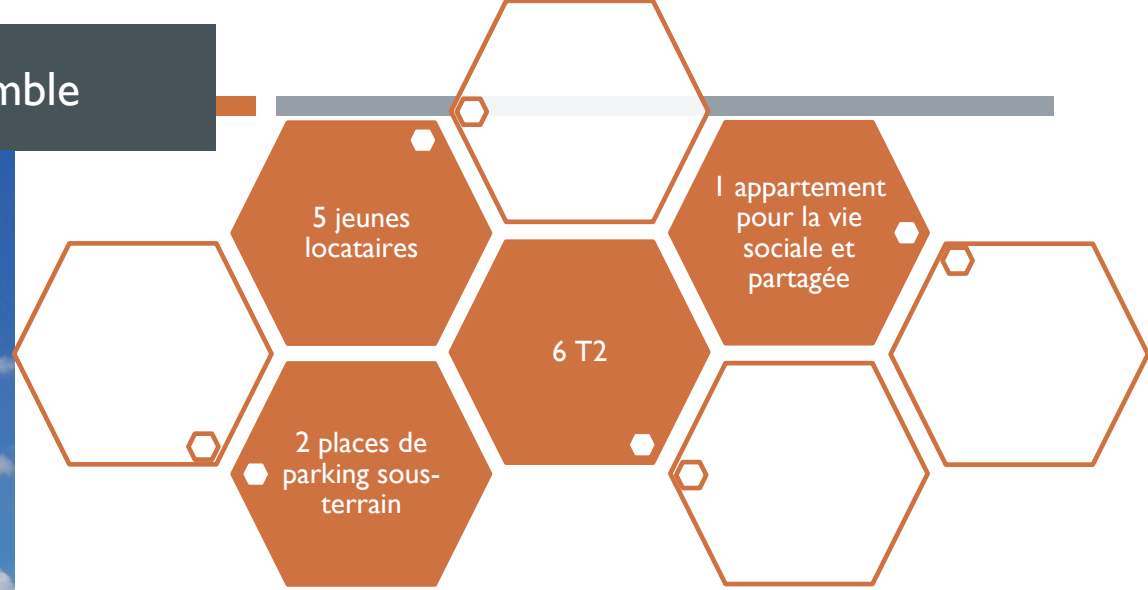 mble
5 jeunes
locataires
1 appartement
pour la vie
sociale et
partagée
6 T2
2 places de
parking sous-
terrain